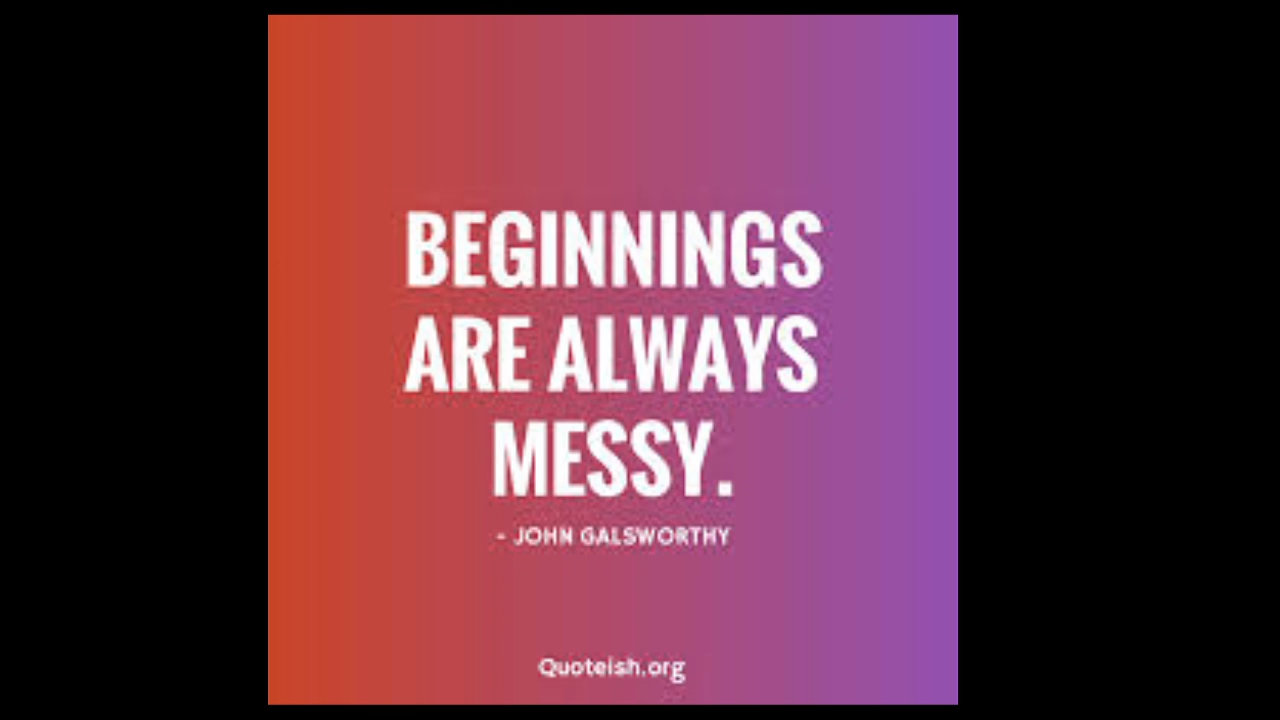 BEGINNINGS
ARE ALWAYS
MESSY.
- JOHN GALSWORTHY
Quoteish.org